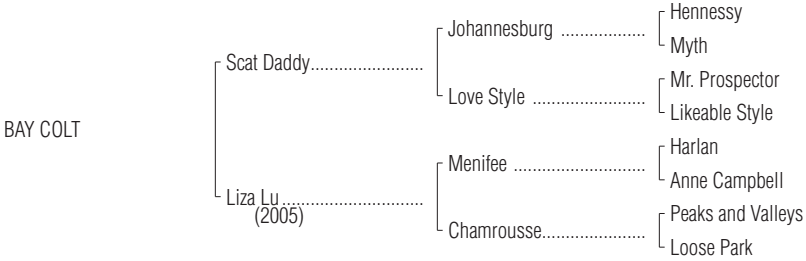 Hennessy
Johannesburg ..................
Myth
Scat Daddy........................
Mr. Prospector
Love Style ........................
Likeable Style
BAY COLT
Harlan
Menifee ............................
Anne Campbell
Liza Lu..............................
(2005)
Peaks and Valleys
Chamrousse......................
Loose Park